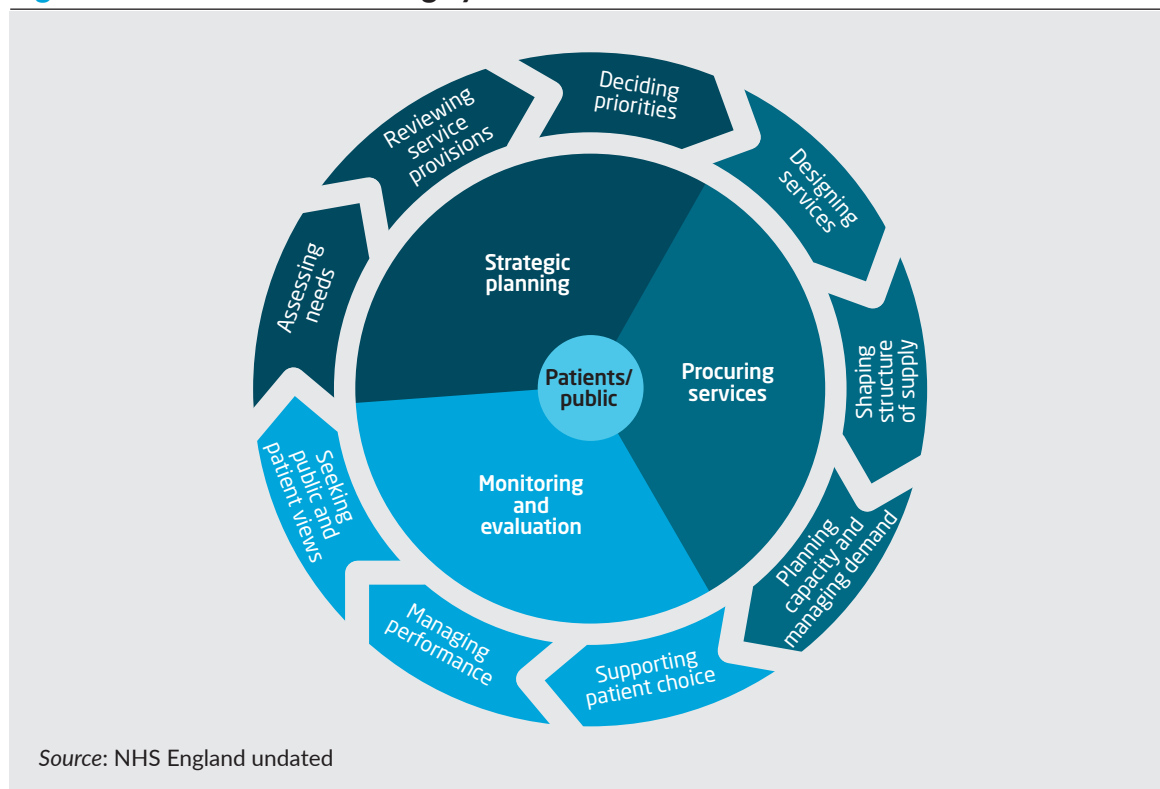 Deciding
priorities
Designing
services
Shaping
structure
of supply
Planning
capacity and
managing demand
Supporting
patient choice
Managing
performance
Seeking
public and
patient views
Assessing
needs
Reviewing
service
provisions
Strategic
planning
Procuring
services
Monitoring
and
evaluation
Patients/
public
Source: NHS England undated